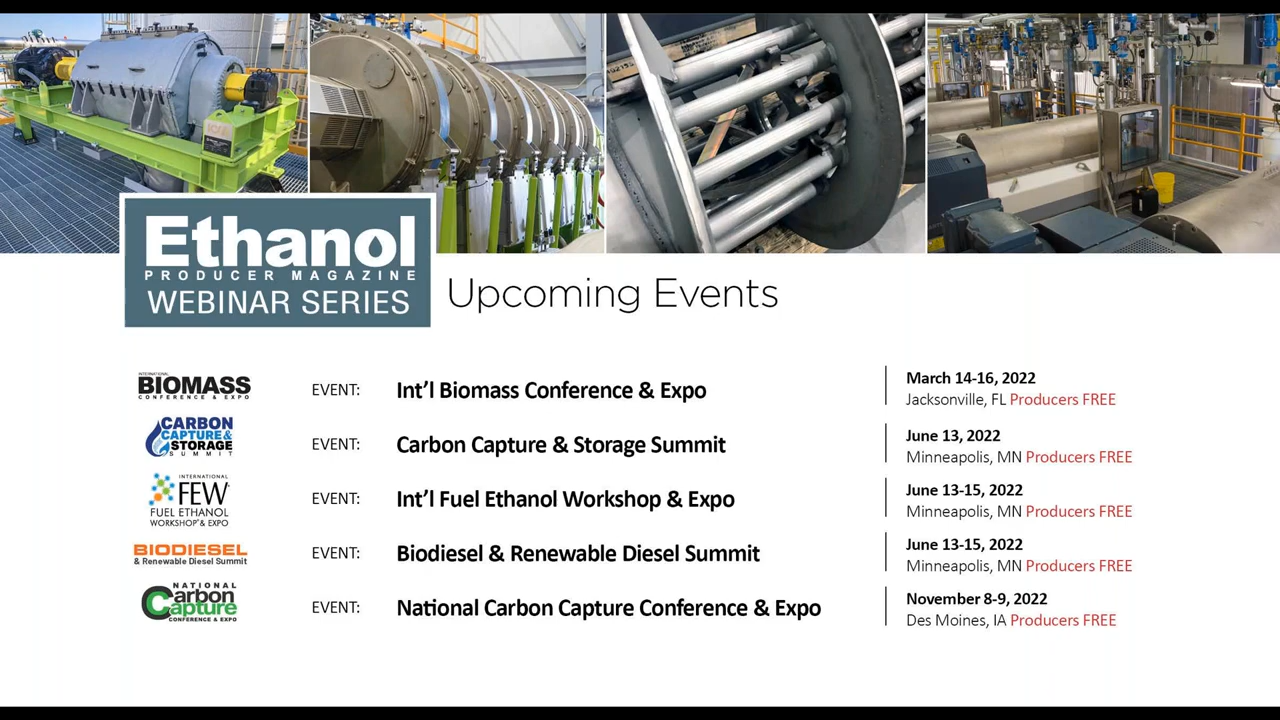 Ethanol
PRODUCER MAGAZINE
WEBINAR SERIES
Upcoming Events
INTERNATIONAL
BIOMASS
CONFERENCE & EXPO
EVENT:
Int'l Biomass Conference & Expo
March 14-16, 2022
Jacksonville, FL Producers FREE
CARBON
CAPTURE &
STORAGE
SUMMIT
EVENT:
Carbon Capture & Storage Summit
June 13, 2022
Minneapolis, MN Producers FREE
INTERNATIONAL
FEW
FUEL ETHANOL
WORKSHOP & EXPO
EVENT:
Int'l Fuel Ethanol Workshop & Expo
June 13-15, 2022
Minneapolis, MN Producers FREE
BIODIESEL
& Renewable Diesel Summit
EVENT:
Biodiesel & Renewable Diesel Summit
June 13-15, 2022
Minneapolis, MN Producers FREE
NATIONAL
Carbon
Capture
CONFERENCE & EXPO
EVENT:
National Carbon Capture Conference & Expo
November 8-9, 2022
Des Moines, IA Producers FREE